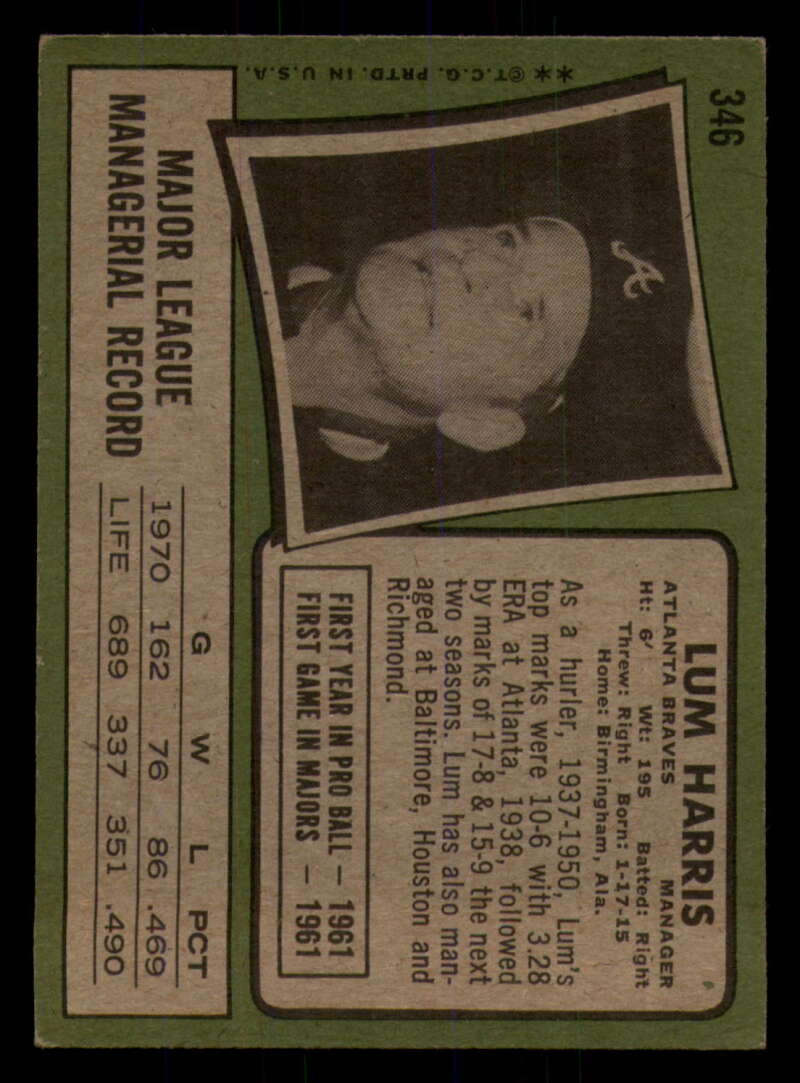 346
**©T.C.G. PRTD. IN U.S.A.
A
LUM HARRIS
ATLANTA BRAVES MANAGER
Ht: 6' Wt: 195 Batted: Right
Threw: Right Born: 1-17-15
Home: Birmingham, Ala.
As a hurler, 1937-1950, Lum's
top marks were 10-6 with 3.28
ERA at Atlanta, 1938, followed
by marks of 17-8 & 15-9 the next
two seasons. Lum has also man-
aged at Baltimore, Houston and
Richmond.
FIRST YEAR IN PRO BALL — 1961
FIRST GAME IN MAJORS — 1961
MAJOR LEAGUE
MANAGERIAL RECORD
G W L PCT
1970 162 76 86 .469
LIFE 689 337 351 .490